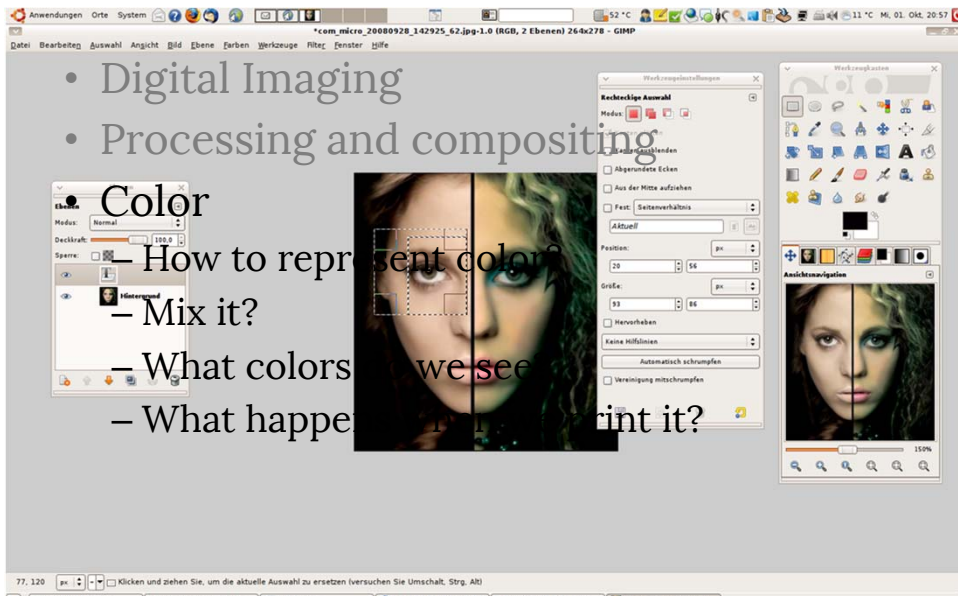 Anwendungen Orte System 52 °C 11 °C Mi, 01. Okt, 20:57
*com_micro_20080928_142925_62.jpg-1.0 (RGB, 2 Ebenen) 264x278 – GIMP
Datei Bearbeiten Auswahl Ansicht Bild Ebene Farben Werkzeuge Filter Fenster Hilfe
• Digital Imaging
• Processing and compositing
• Color
– How to represent color?
– Mix it?
– What colors we see
– What happe print it?
Ebenen
Modus: Normal
Deckkraft: 100,0
Sperre:
Hintergrund
Werkzeugeinstellungen
Rechteckige Auswahl
Modus:
Kanten ausblenden
Abgerundete Ecken
Aus der Mitte aufziehen
Fest: Seitenverhältnis
Aktuell
Position: px
20 56
Größe: px
93 86
Hervorheben
Keine Hilfslinien
Automatisch schrumpfen
Vereinigung mitschrumpfen
Werkzeugkasten
Ansichtsnavigation
150%
77, 120 px Klicken und ziehen Sie, um die aktuelle Auswahl zu ersetzen (versuchen Sie Umschalt, Strg, Alt)